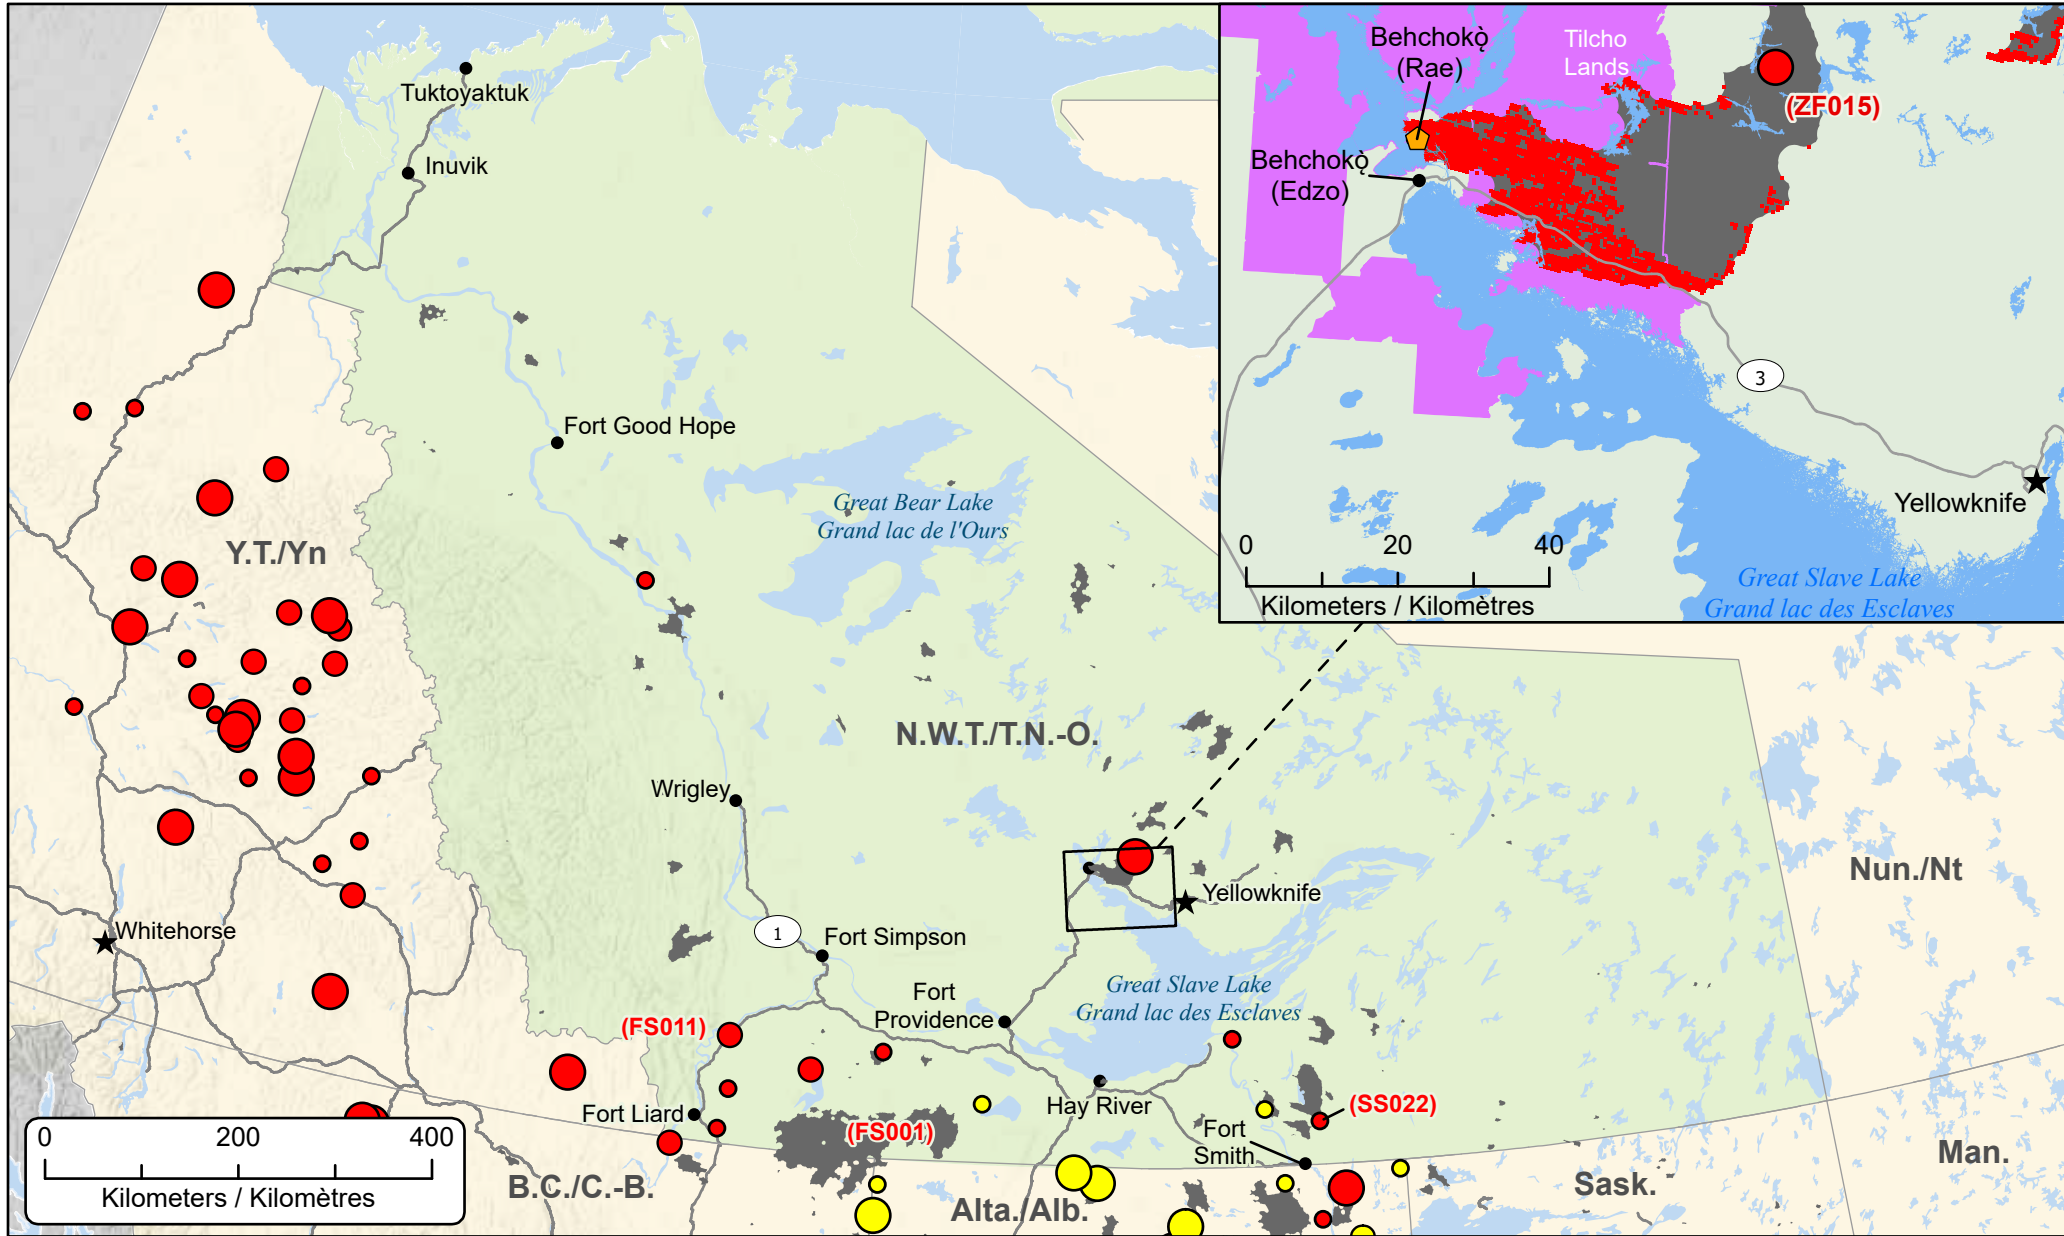 Tuktoyaktuk
Inuvik
Fort Good Hope
Great Bear Lake
Grand lac de l'Ours
Y.T./Yn
N.W.T./T.N.-O.
Wrigley
1
Fort Simpson
Yellowknife
Whitehorse
Fort
Providence
Great Slave Lake
Grand lac des Esclaves
(FS011)
Fort Liard
(FS001)
Hay River
(SS022)
Fort
Smith
Nun./Nt
Man.
Sask.
Alta./Alb.
B.C./C.-B.
0 200 400
Kilometers / Kilomètres
Behchokǫ̀
(Rae)
Tilcho
Lands
(ZF015)
Behchokǫ̀
(Edzo)
3
Yellowknife
0 20 40
Kilometers / Kilomètres
Great Slave Lake
Grand lac des Esclaves